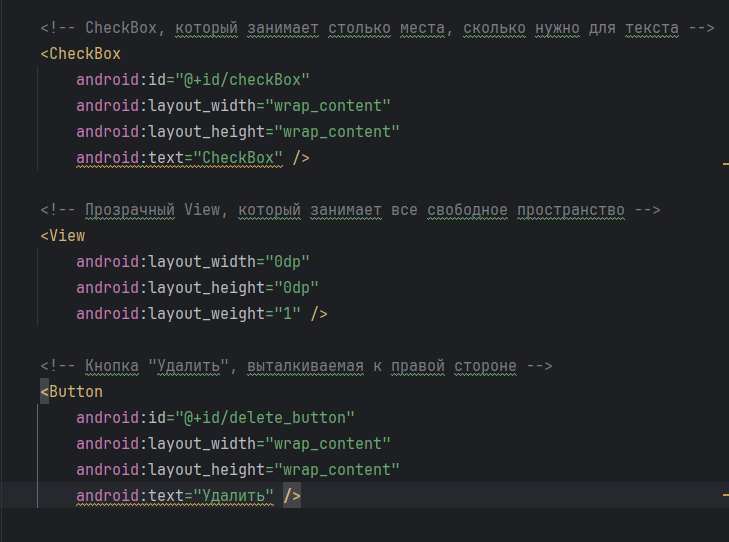 <!-- CheckBox, который занимает столько места, сколько нужно для текста -->
<CheckBox
android:id="@+id/checkBox"
android:layout_width="wrap_content"
android:layout_height="wrap_content"
android:text="CheckBox" />
<!-- Прозрачный View, который занимает все свободное пространство -->
<View
android:layout_width="0dp"
android:layout_height="0dp"
android:layout_weight="1" />
<!-- Кнопка "Удалить", выталкиваемая к правой стороне -->
<Button
android:id="@+id/delete_button"
android:layout_width="wrap_content"
android:layout_height="wrap_content"
android:text="Удалить" />